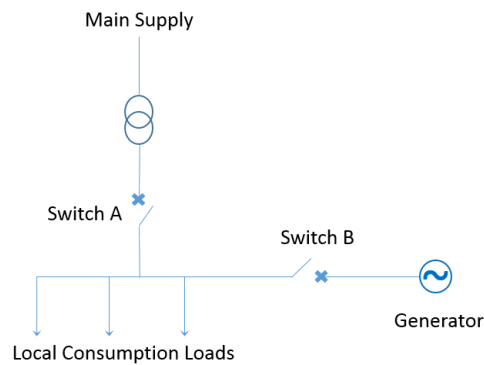 Main Supply
Switch A
Switch B
Generator
Local Consumption Loads